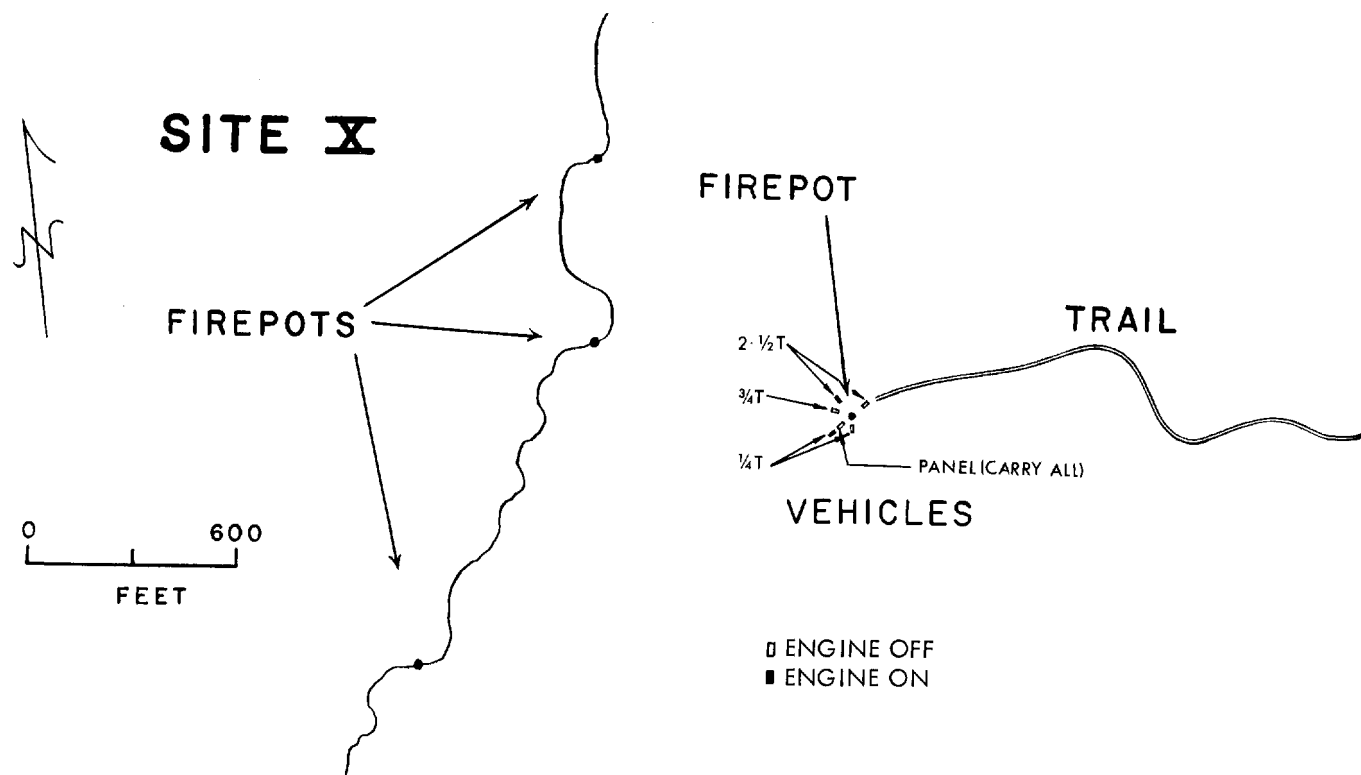 SITE X
N
FIREPOTS
0 600
FEET
FIREPOT
TRAIL
2·½T
¾T
¼T
PANEL(CARRY ALL)
VEHICLES
ENGINE OFF
ENGINE ON